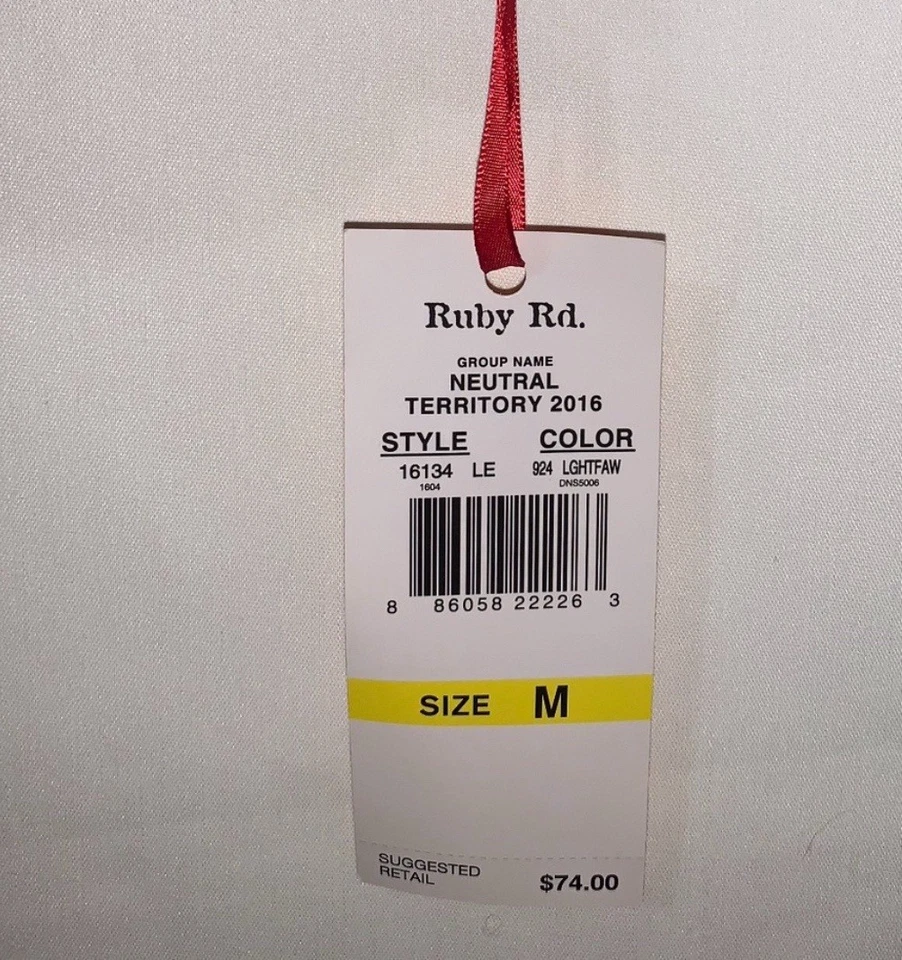 Ruby Rd.
GROUP NAME
NEUTRAL
TERRITORY 2016
STYLE COLOR
16134 LE 924 LGHTFAW
1604 DNS5006
8 86058 22226 3
SIZE M
SUGGESTED
RETAIL $74.00